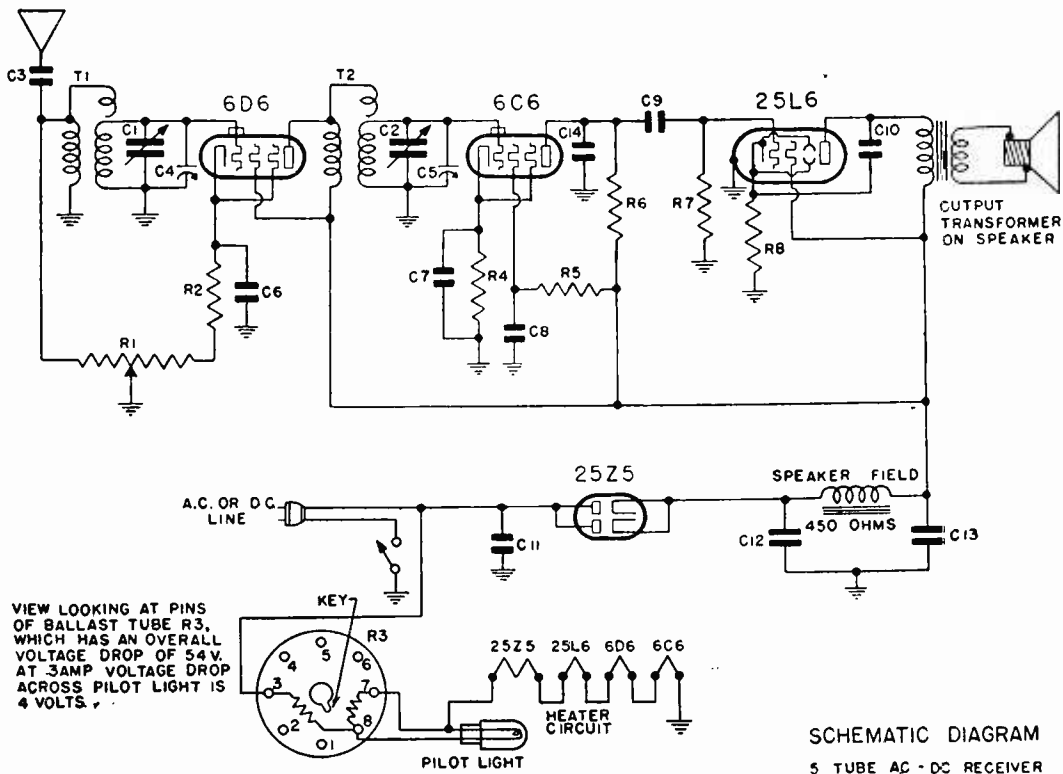 C3
T1
C1
C4
6D6
T2
C2
C5
6C6
C14
C9
25L6
C10
R6
R7
R8
CUTPUT
TRANSFORMER
ON SPEAKER
R2
C6
C7
R4
R5
C8
R1
25Z5
SPEAKER FIELD
450 OHMS
A.C. OR D C.
LINE
C11
C12
C13
VIEW LOOKING AT PINS
OF BALLAST TUBE R3,
WHICH HAS AN OVERALL
VOLTAGE DROP OF 54 V.
AT .3AMP VOLTAGE DROP
ACROSS PILOT LIGHT IS
4 VOLTS.
KEY
R3
5
4
6
3
7
2
8
1
25Z5 25L6 6D6 6C6
HEATER
CIRCUIT
PILOT LIGHT
SCHEMATIC DIAGRAM
5 TUBE AC - DC RECEIVER